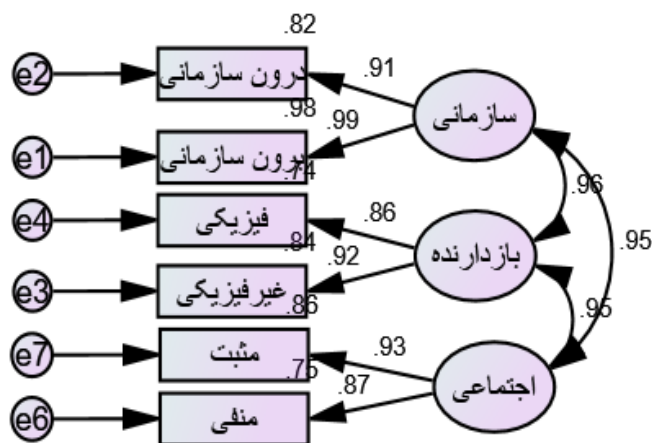 .82
e2
درون سازمانی
.91
سازمانی
.98
.99
e1
برون سازمانی
.74
.96
e4
فیزیکی
.86
.84
بازدارنده
.95
.92
e3
غیرفیزیکی
.86
.95
e7
مثبت
.93
.75
اجتماعی
.87
e6
منفی